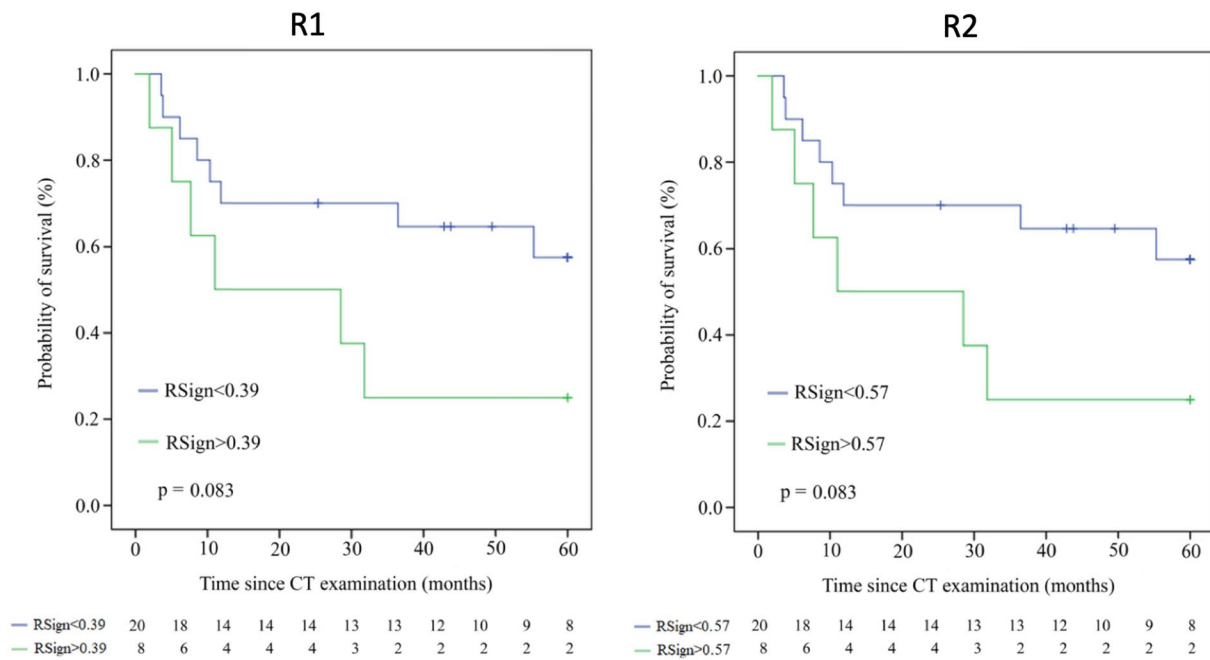 R1
1.0
0.8
0.6
0.4
0.2
0.0
Probability of survival (%)
RSign<0.39
RSign>0.39
p = 0.083
0 10 20 30 40 50 60
Time since CT examination (months)
RSign<0.39 20 18 14 14 14 13 13 12 10 9 8
RSign>0.39 8 6 4 4 4 3 2 2 2 2 2
R2
1.0
0.8
0.6
0.4
0.2
0.0
Probability of survival (%)
RSign<0.57
RSign>0.57
p = 0.083
0 10 20 30 40 50 60
Time since CT examination (months)
RSign<0.57 20 18 14 14 14 13 13 12 10 9 8
RSign>0.57 8 6 4 4 4 3 2 2 2 2 2